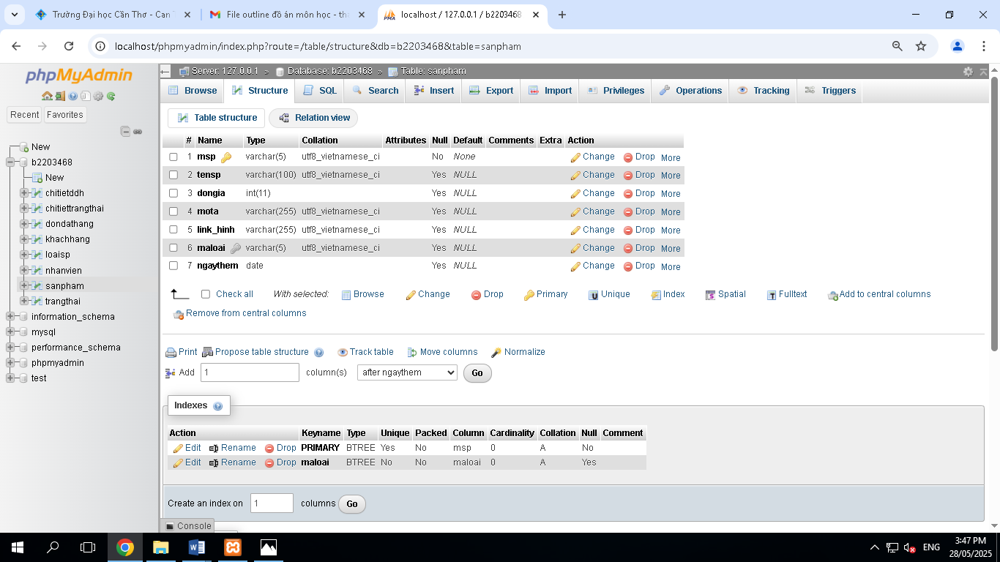 Trường Đại học Cần Thơ - Can T
File outline đồ án môn học - the
localhost / 127.0.0.1 / b2203468
localhost/phpmyadmin/index.php?route=/table/structure&db=b2203468&table=sanpham
phpMyAdmin
Recent Favorites
New
b2203468
New
chitietddh
chitiettrangthai
dondathang
khachhang
loaisp
nhanvien
sanpham
trangthai
information_schema
mysql
performance_schema
phpmyadmin
test
Server: 127.0.0.1 » Database: b2203468 » Table: sanpham
Browse Structure SQL Search Insert Export Import Privileges Operations Tracking Triggers
Table structure Relation view
# Name Type Collation Attributes Null Default Comments Extra Action
1 msp varchar(5) utf8_vietnamese_ci No None Change Drop More
2 tensp varchar(100) utf8_vietnamese_ci Yes NULL Change Drop More
3 dongia int(11) Yes NULL Change Drop More
4 mota varchar(255) utf8_vietnamese_ci Yes NULL Change Drop More
5 link_hinh varchar(255) utf8_vietnamese_ci Yes NULL Change Drop More
6 maloai varchar(5) utf8_vietnamese_ci Yes NULL Change Drop More
7 ngaythem date Yes NULL Change Drop More
Check all With selected: Browse Change Drop Primary Unique Index Spatial Fulltext Add to central columns
Remove from central columns
Print Propose table structure Track table Move columns Normalize
Add 1 column(s) after ngaythem Go
Indexes
Action Keyname Type Unique Packed Column Cardinality Collation Null Comment
Edit Rename Drop PRIMARY BTREE Yes No msp 0 A No
Edit Rename Drop maloai BTREE No No maloai 0 A Yes
Create an index on 1 columns Go
Console
ENG
3:47 PM
28/05/2025